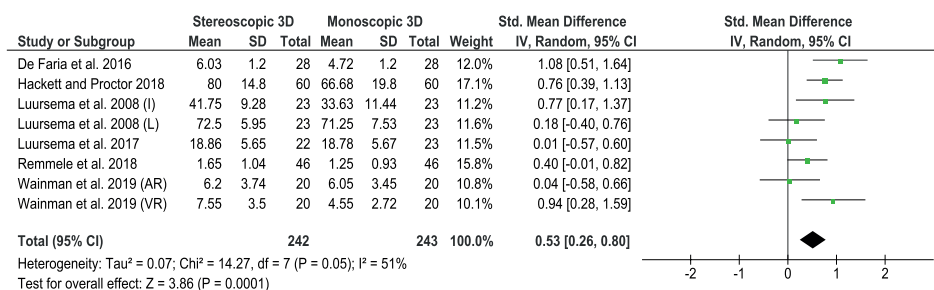 Stereoscopic 3D Monoscopic 3D Std. Mean Difference Std. Mean Difference
Study or Subgroup Mean SD Total Mean SD Total Weight IV, Random, 95% CI IV, Random, 95% CI
De Faria et al. 2016 6.03 1.2 28 4.72 1.2 28 12.0% 1.08 [0.51, 1.64]
Hackett and Proctor 2018 80 14.8 60 66.68 19.8 60 17.1% 0.76 [0.39, 1.13]
Luursema et al. 2008 (I) 41.75 9.28 23 33.63 11.44 23 11.2% 0.77 [0.17, 1.37]
Luursema et al. 2008 (L) 72.5 5.95 23 71.25 7.53 23 11.6% 0.18 [-0.40, 0.76]
Luursema et al. 2017 18.86 5.65 22 18.78 5.67 23 11.5% 0.01 [-0.57, 0.60]
Remmele et al. 2018 1.65 1.04 46 1.25 0.93 46 15.8% 0.40 [-0.01, 0.82]
Wainman et al. 2019 (AR) 6.2 3.74 20 6.05 3.45 20 10.8% 0.04 [-0.58, 0.66]
Wainman et al. 2019 (VR) 7.55 3.5 20 4.55 2.72 20 10.1% 0.94 [0.28, 1.59]
Total (95% CI) 242 243 100.0% 0.53 [0.26, 0.80]
Heterogeneity: Tau² = 0.07; Chi² = 14.27, df = 7 (P = 0.05); I² = 51%
Test for overall effect: Z = 3.86 (P = 0.0001)
-2 -1 0 1 2